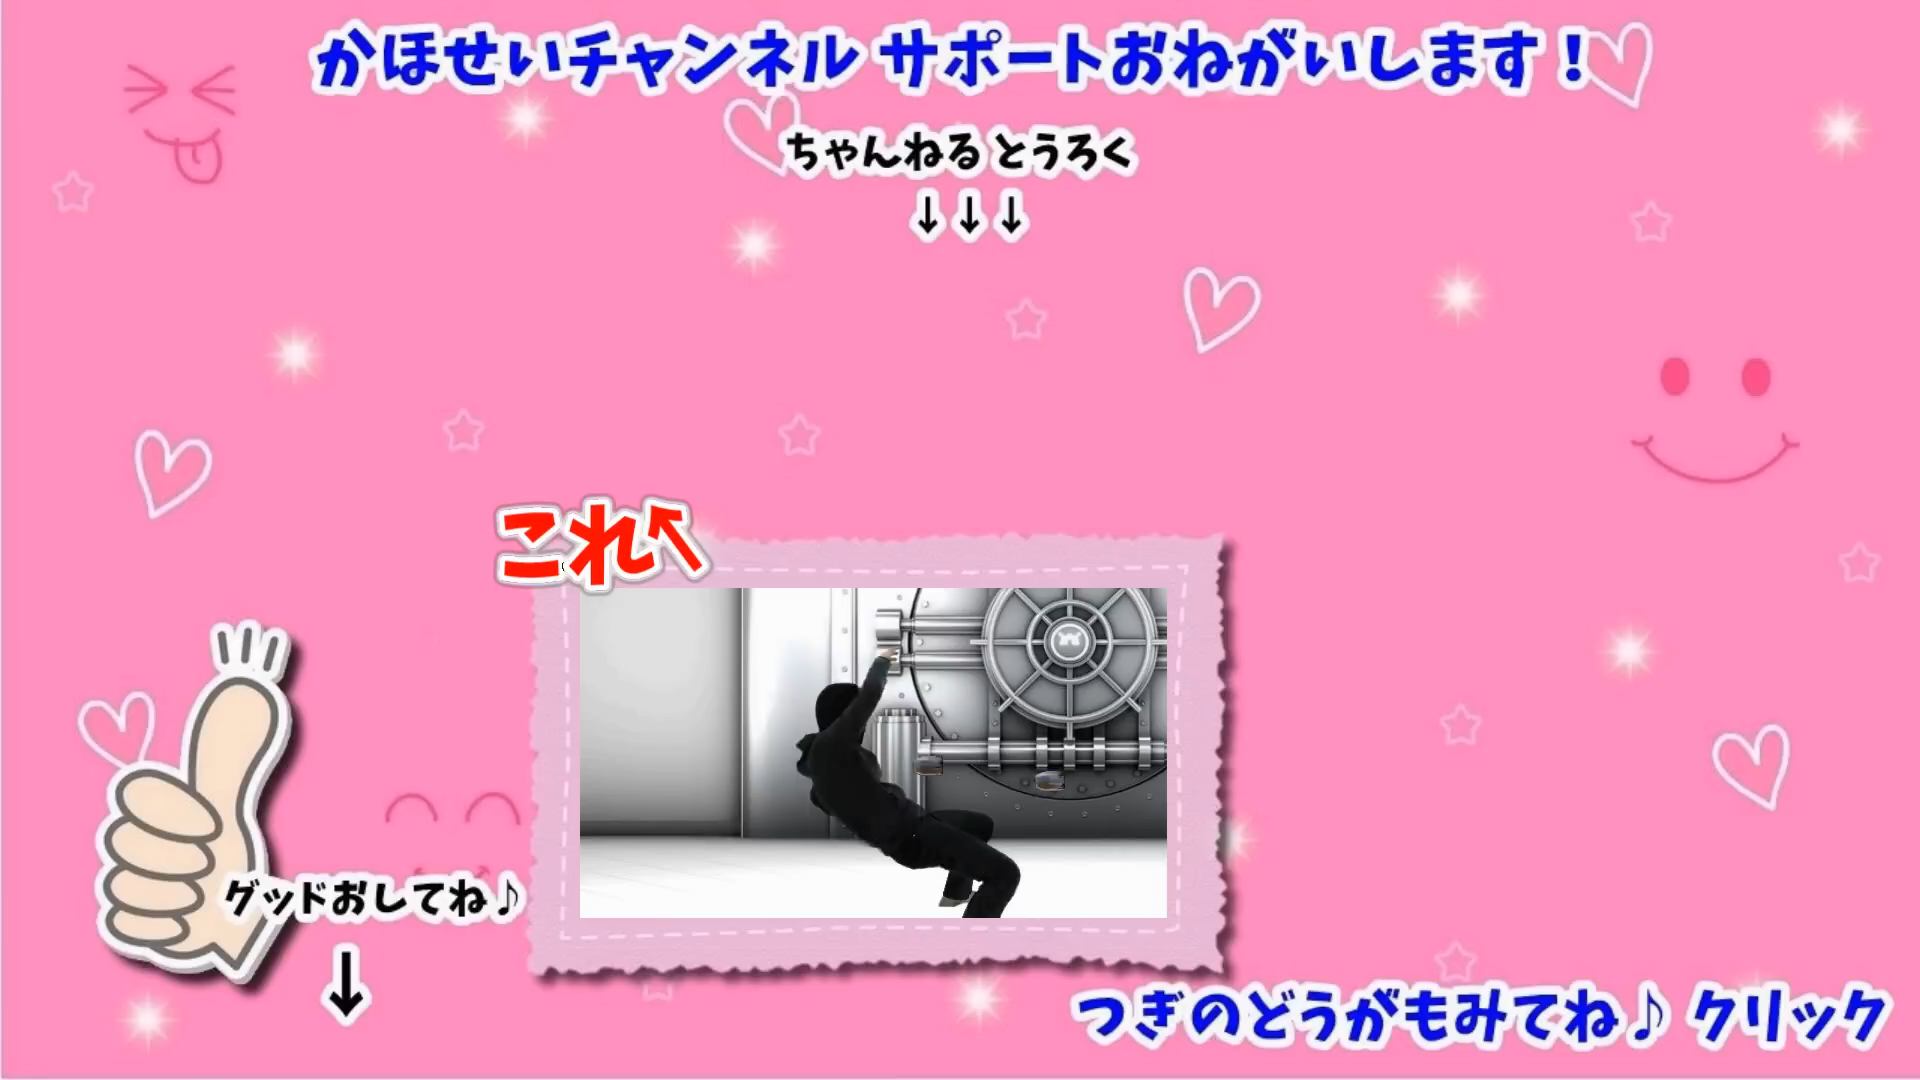 かほせいチャンネル サポートおねがいします！
ちゃんねる とうろく
↓↓↓
これ↑
グッドおしてね♪
↓
つぎのどうがもみてね♪ クリック